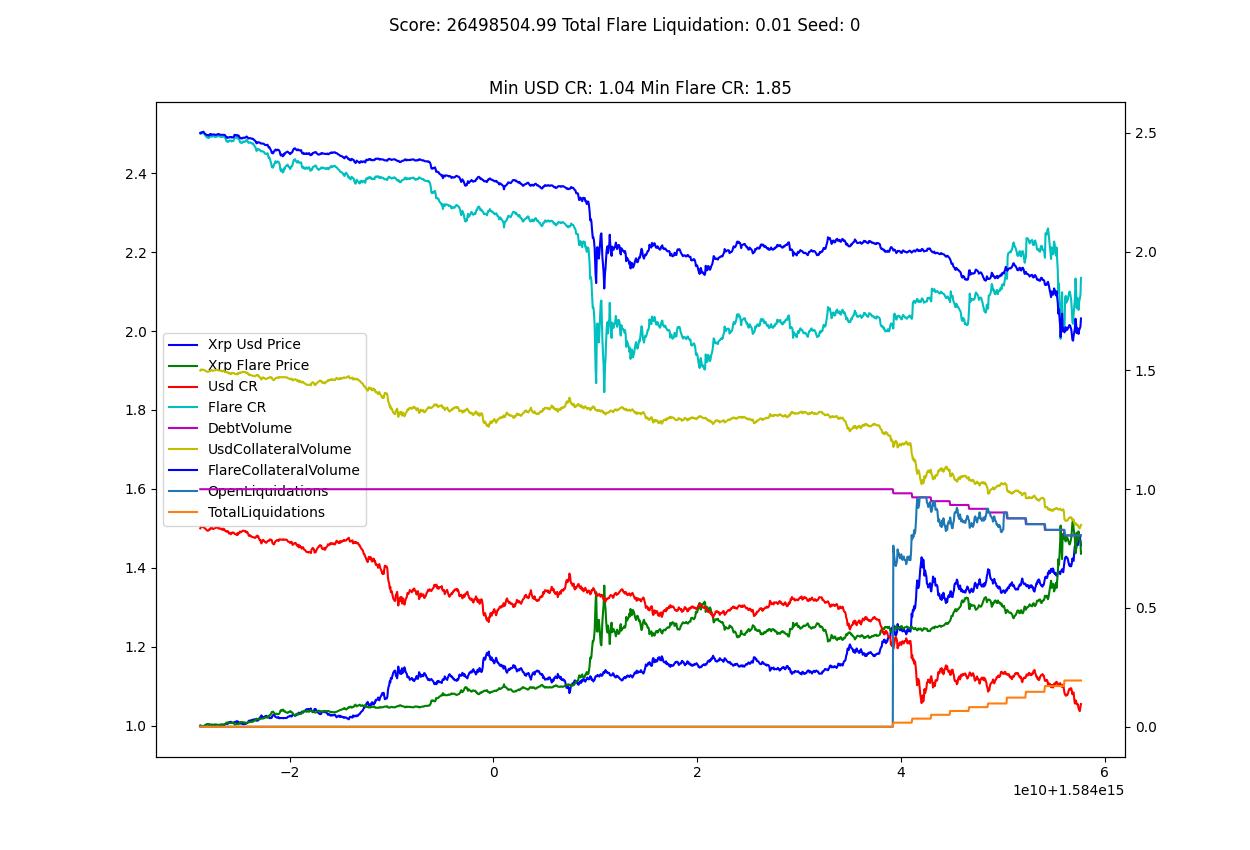 Score: 26498504.99 Total Flare Liquidation: 0.01 Seed: 0
Min USD CR: 1.04 Min Flare CR: 1.85
2.4
2.2
2.0
1.8
1.6
1.4
1.2
1.0
Xrp Usd Price
Xrp Flare Price
Usd CR
Flare CR
DebtVolume
UsdCollateralVolume
FlareCollateralVolume
OpenLiquidations
TotalLiquidations
2.5
2.0
1.5
1.0
0.5
0.0
−2 0 2 4 6
1e10+1.584e15